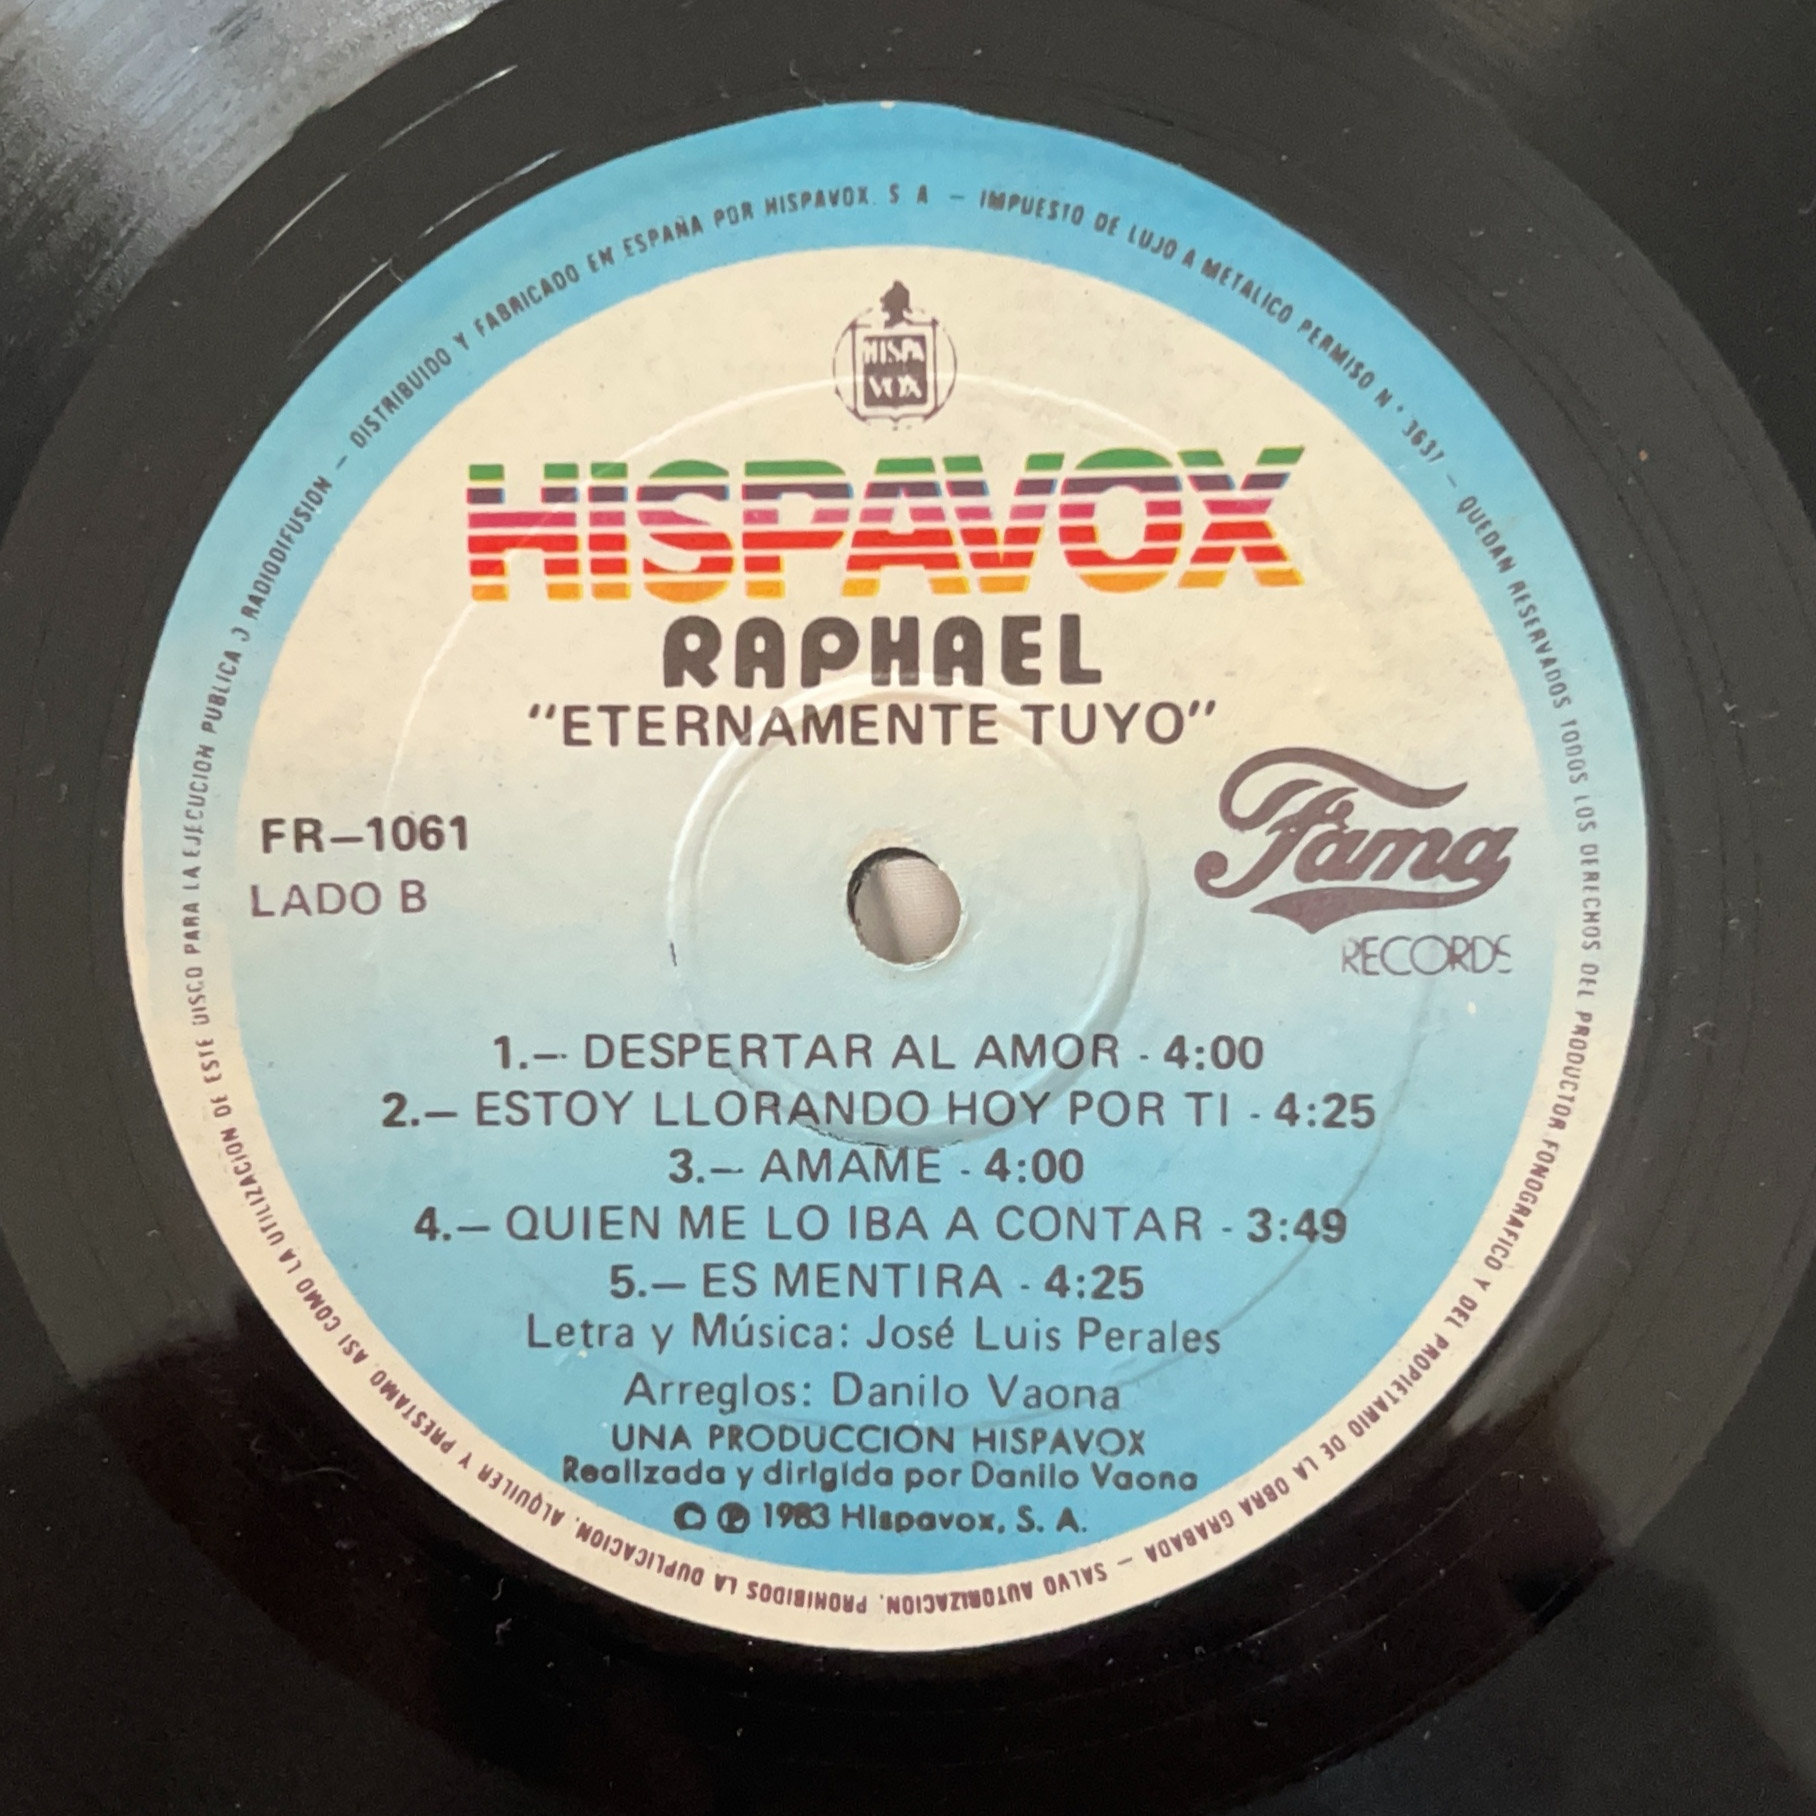 DISTRIBUIDO Y FABRICADO EN ESPAÑA POR HISPAVOX. S A – IMPUESTO DE LUJO A METALICO PERMISO N° 3637 – QUEDAN RESERVADOS TODOS LOS DERECHOS DEL PRODUCTOR FONOGRAFICO Y DEL PROPIETARIO DE LA OBRA GRABADA – SALVO AUTORIZACION, PROHIBIDOS LA DUPLICACION, ALQUILER Y PRESTAMO, ASI COMO LA UTILIZACION DE ESTE DISCO PARA LA EJECUCION PUBLICA O RADIODIFUSION –
HISPA
VOX
HISPAVOX
RAPHAEL
"ETERNAMENTE TUYO"
FR–1061
LADO B
Fama
RECORDS
1.– DESPERTAR AL AMOR - 4:00
2.– ESTOY LLORANDO HOY POR TI - 4:25
3.– AMAME - 4:00
4.– QUIEN ME LO IBA A CONTAR - 3:49
5.– ES MENTIRA - 4:25
Letra y Música: José Luis Perales
Arreglos: Danilo Vaona
UNA PRODUCCION HISPAVOX
Realizada y dirigida por Danilo Vaona
© ℗ 1983 Hispavox, S. A.